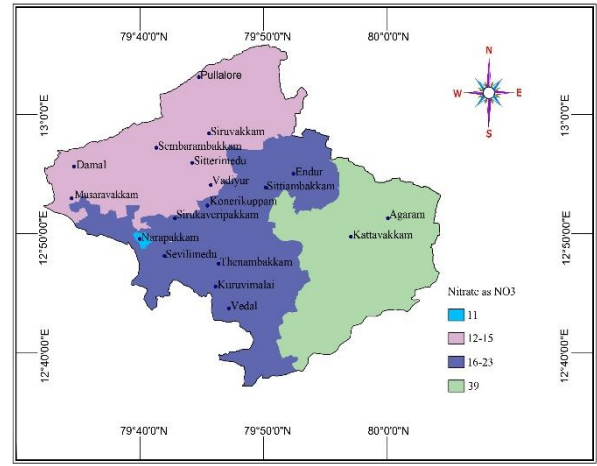 79°40'0"N
79°50'0"N
80°0'0"N
N
W
E
S
13°0'0"E
13°0'0"E
Pullalore
Siruvakkam
Sembarambakkam
Sitterimedu
Damal
Endur
Vadiyur
Sittiambakkam
Musaravakkam
Konerikuppam
Sirukaveripakkam
Agaram
12°50'0"E
12°50'0"E
Narapakkam
Kattavakkam
Sevilimedu
Thenambakkam
Kuruvimalai
Vedal
Nitrate as NO3
11
12-15
16-23
39
12°40'0"E
12°40'0"E
79°40'0"N
79°50'0"N
80°0'0"N